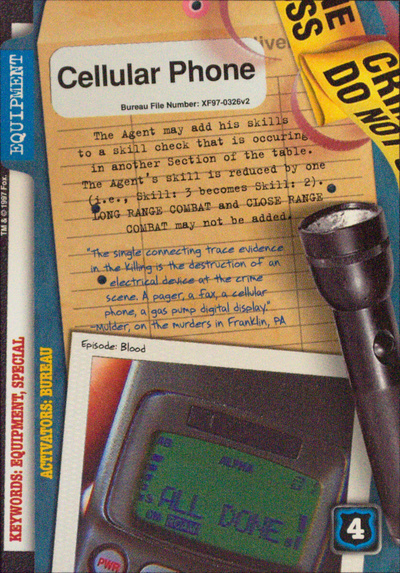 Cellular Phone
Bureau File Number: XF97-0326v2
The Agent may add his skills
to a skill check that is occuring
in another Section of the table.
The Agent's skill is reduced by one
(i.e., Skill: 3 becomes Skill: 2).
LONG RANGE COMBAT and CLOSE RANGE
COMBAT may not be added.
"The single connecting trace evidence
in the killing is the destruction of an
electrical device at the crime
scene. A pager, a fax, a cellular
phone, a gas pump digital display."
-Mulder, on the murders in Franklin, PA
Episode: Blood
EQUIPMENT
TM & © 1997 Fox.
KEYWORDS: EQUIPMENT, SPECIAL
ACTIVATORS: BUREAU
CRI
DO NO
ALPHA
ALL DONE.!
PWR
4